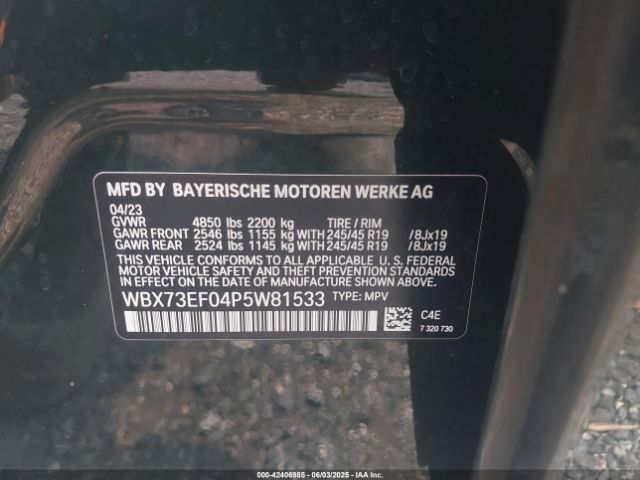 MFD BY BAYERISCHE MOTOREN WERKE AG
04/23
GVWR 4850 lbs 2200 kg TIRE / RIM
GAWR FRONT 2546 lbs 1155 kg WITH 245/45 R19 /8Jx19
GAWR REAR 2524 lbs 1145 kg WITH 245/45 R19 /8Jx19
THIS VEHICLE CONFORMS TO ALL APPLICABLE U. S. FEDERAL
MOTOR VEHICLE SAFETY, BUMPER, AND THEFT PREVENTION
STANDARDS IN EFFECT ON THE DATE OF MANUFACTURE SHOWN ABOVE.
WBX73EF04P5W81533 TYPE: MPV
C4E
7 320 730
000-42406985 | 06/03/2025 | IAA Inc.